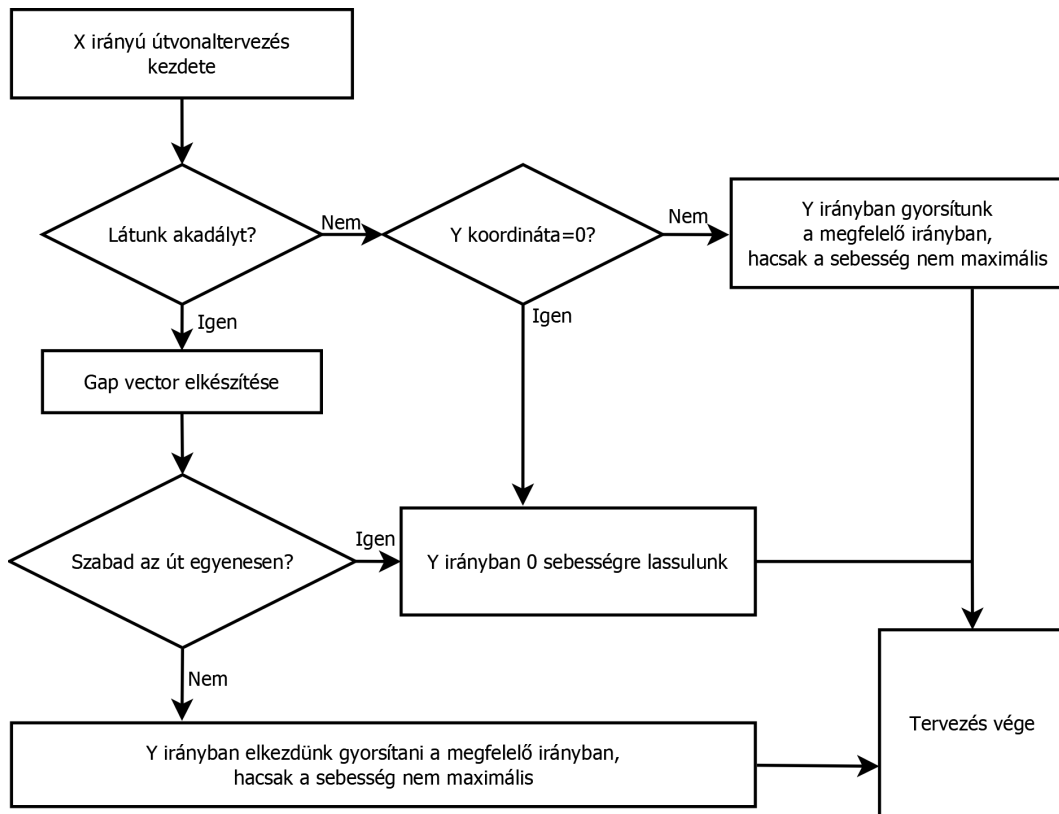 X irányú útvonaltervezés
kezdete
Látunk akadályt?
Nem
Y koordináta=0?
Nem
Y irányban gyorsítunk
a megfelelő irányban,
hacsak a sebesség nem maximális
Igen
Igen
Gap vector elkészítése
Szabad az út egyenesen?
Igen
Y irányban 0 sebességre lassulunk
Nem
Y irányban elkezdünk gyorsítani a megfelelő irányban,
hacsak a sebesség nem maximális
Tervezés vége